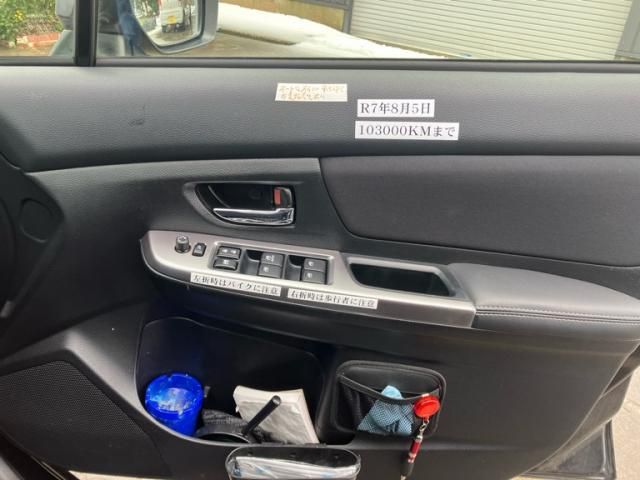 R7年8月5日
103000KMまで
左折時はバイクに注意
右折時は歩行者に注意